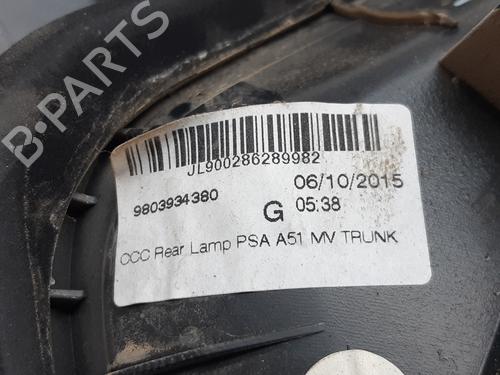 B-PARTS
JL900286289982
9803934380
06/10/2015
G 05:38
CCC Rear Lamp PSA A51 MV TRUNK